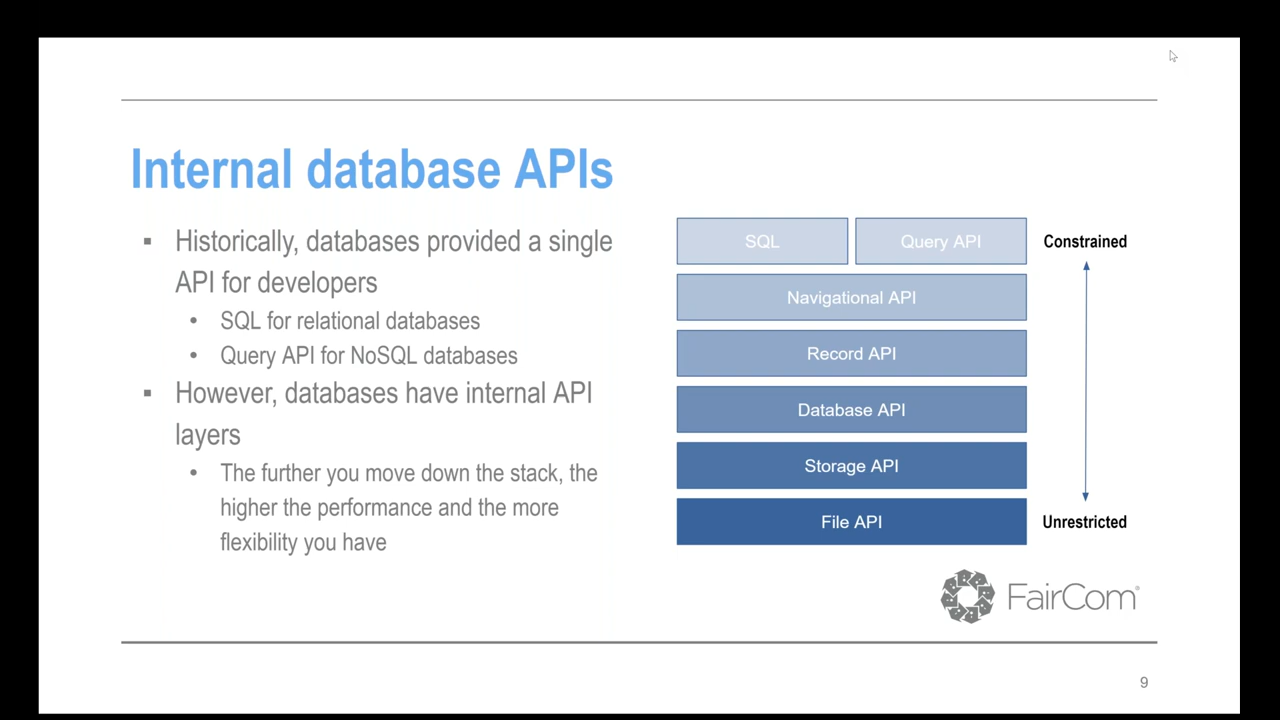 Internal database APIs
▪ Historically, databases provided a single
API for developers
• SQL for relational databases
• Query API for NoSQL databases
▪ However, databases have internal API
layers
• The further you move down the stack, the
higher the performance and the more
flexibility you have
SQL
Query API
Constrained
Navigational API
Record API
Database API
Storage API
File API
Unrestricted
FairCom®
9